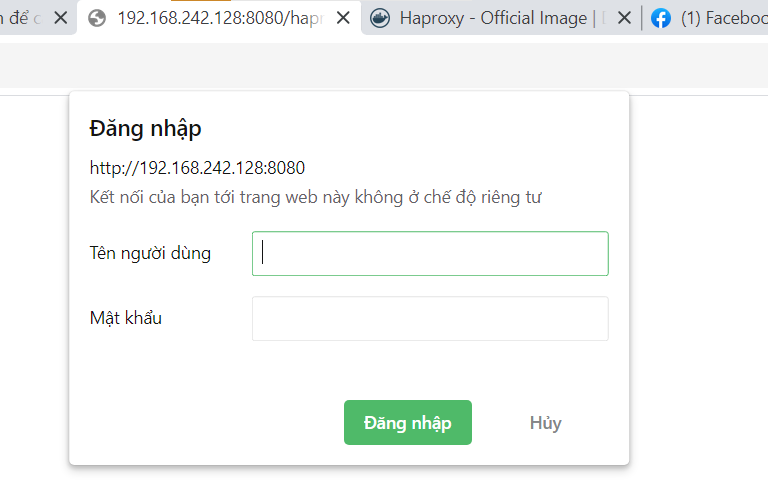 192.168.242.128:8080/hap
Haproxy - Official Image |
(1) Faceboo
Đăng nhập
http://192.168.242.128:8080
Kết nối của bạn tới trang web này không ở chế độ riêng tư
Tên người dùng
Mật khẩu
Đăng nhập
Hủy